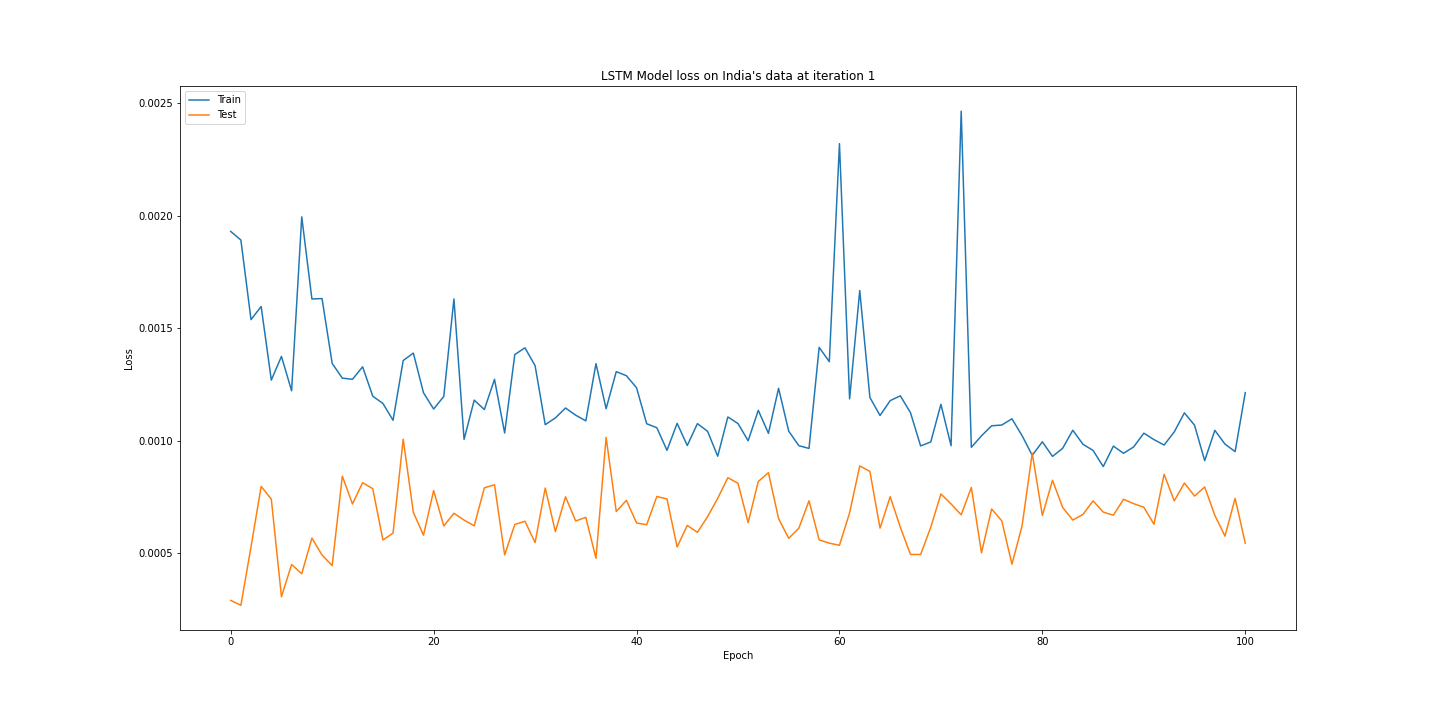 LSTM Model loss on India's data at iteration 1
Train
Test
0.0025
0.0020
0.0015
0.0010
0.0005
Loss
0 20 40 60 80 100
Epoch